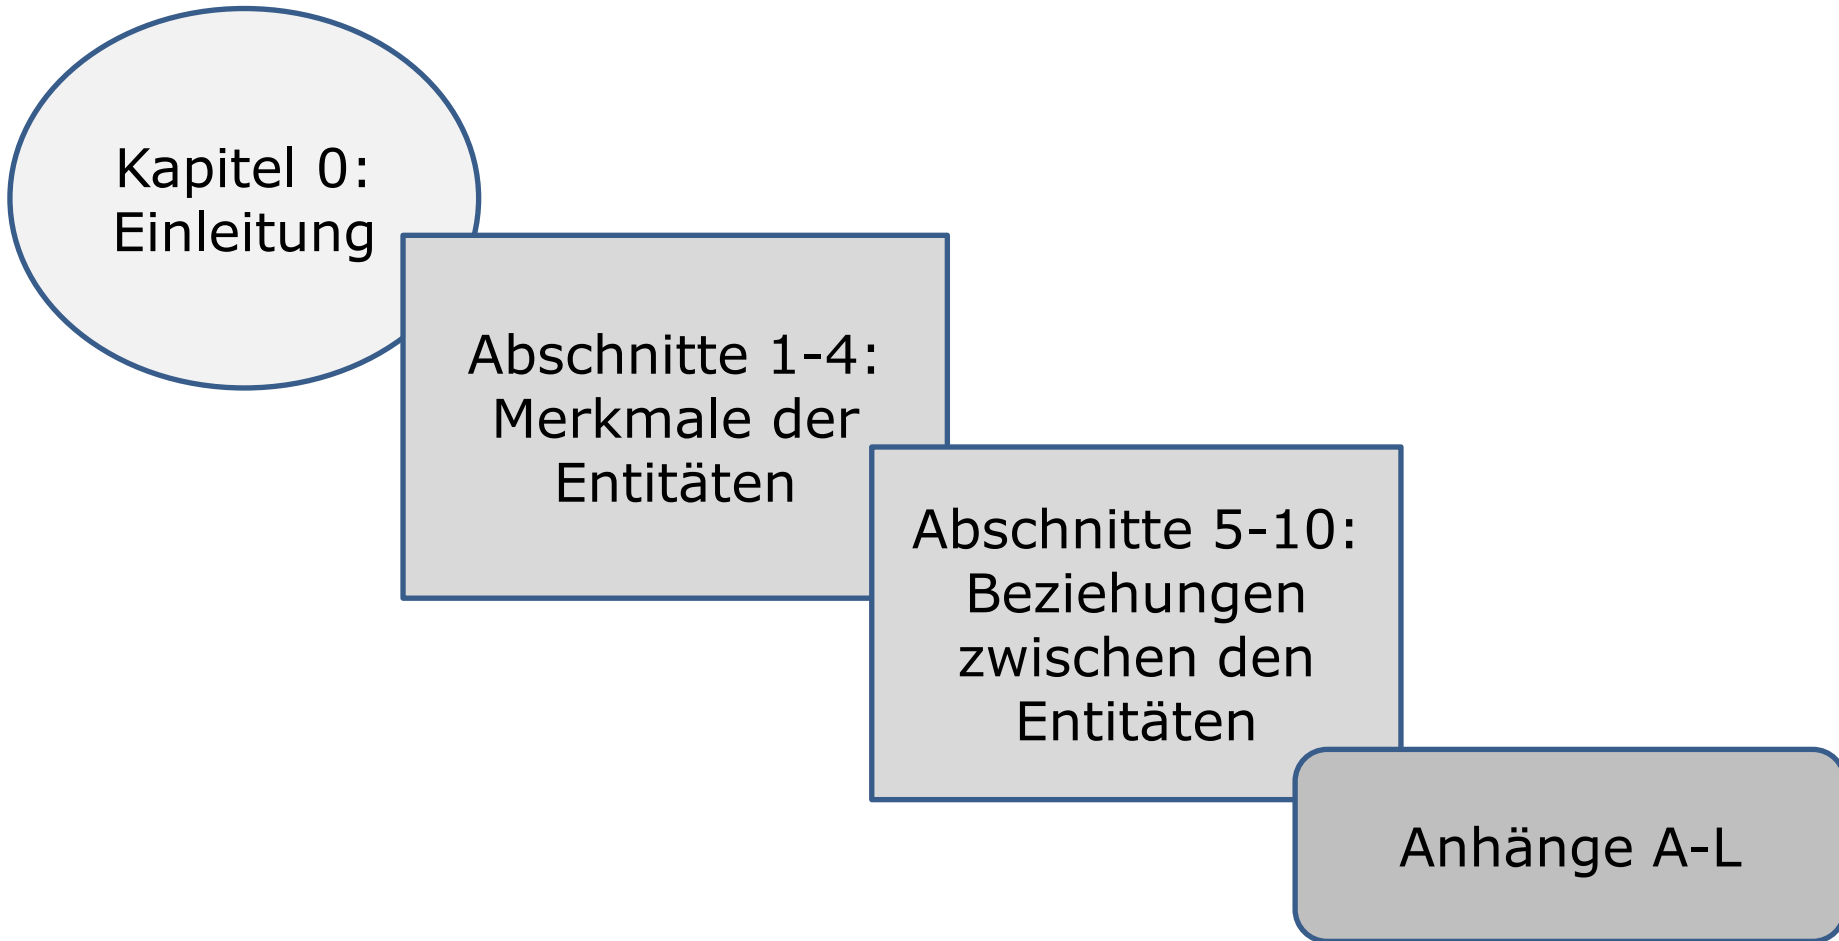 Kapitel 0:
Einleitung
Abschnitte 1-4:
Merkmale der
Entitäten
Abschnitte 5-10:
Beziehungen
zwischen den
Entitäten
Anhänge A-L